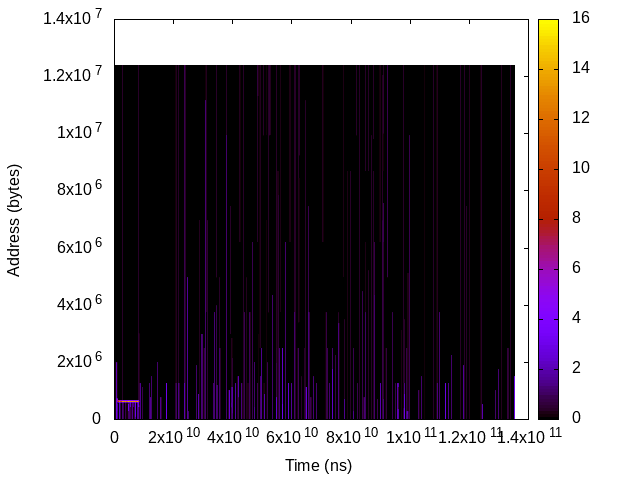 1.4x10 7
1.2x10 7
1x10 7
8x10 6
6x10 6
4x10 6
2x10 6
0
Address (bytes)
0 2x10 10 4x10 10 6x10 10 8x10 10 1x10 11 1.2x10 11 1.4x10 11
Time (ns)
16
14
12
10
8
6
4
2
0